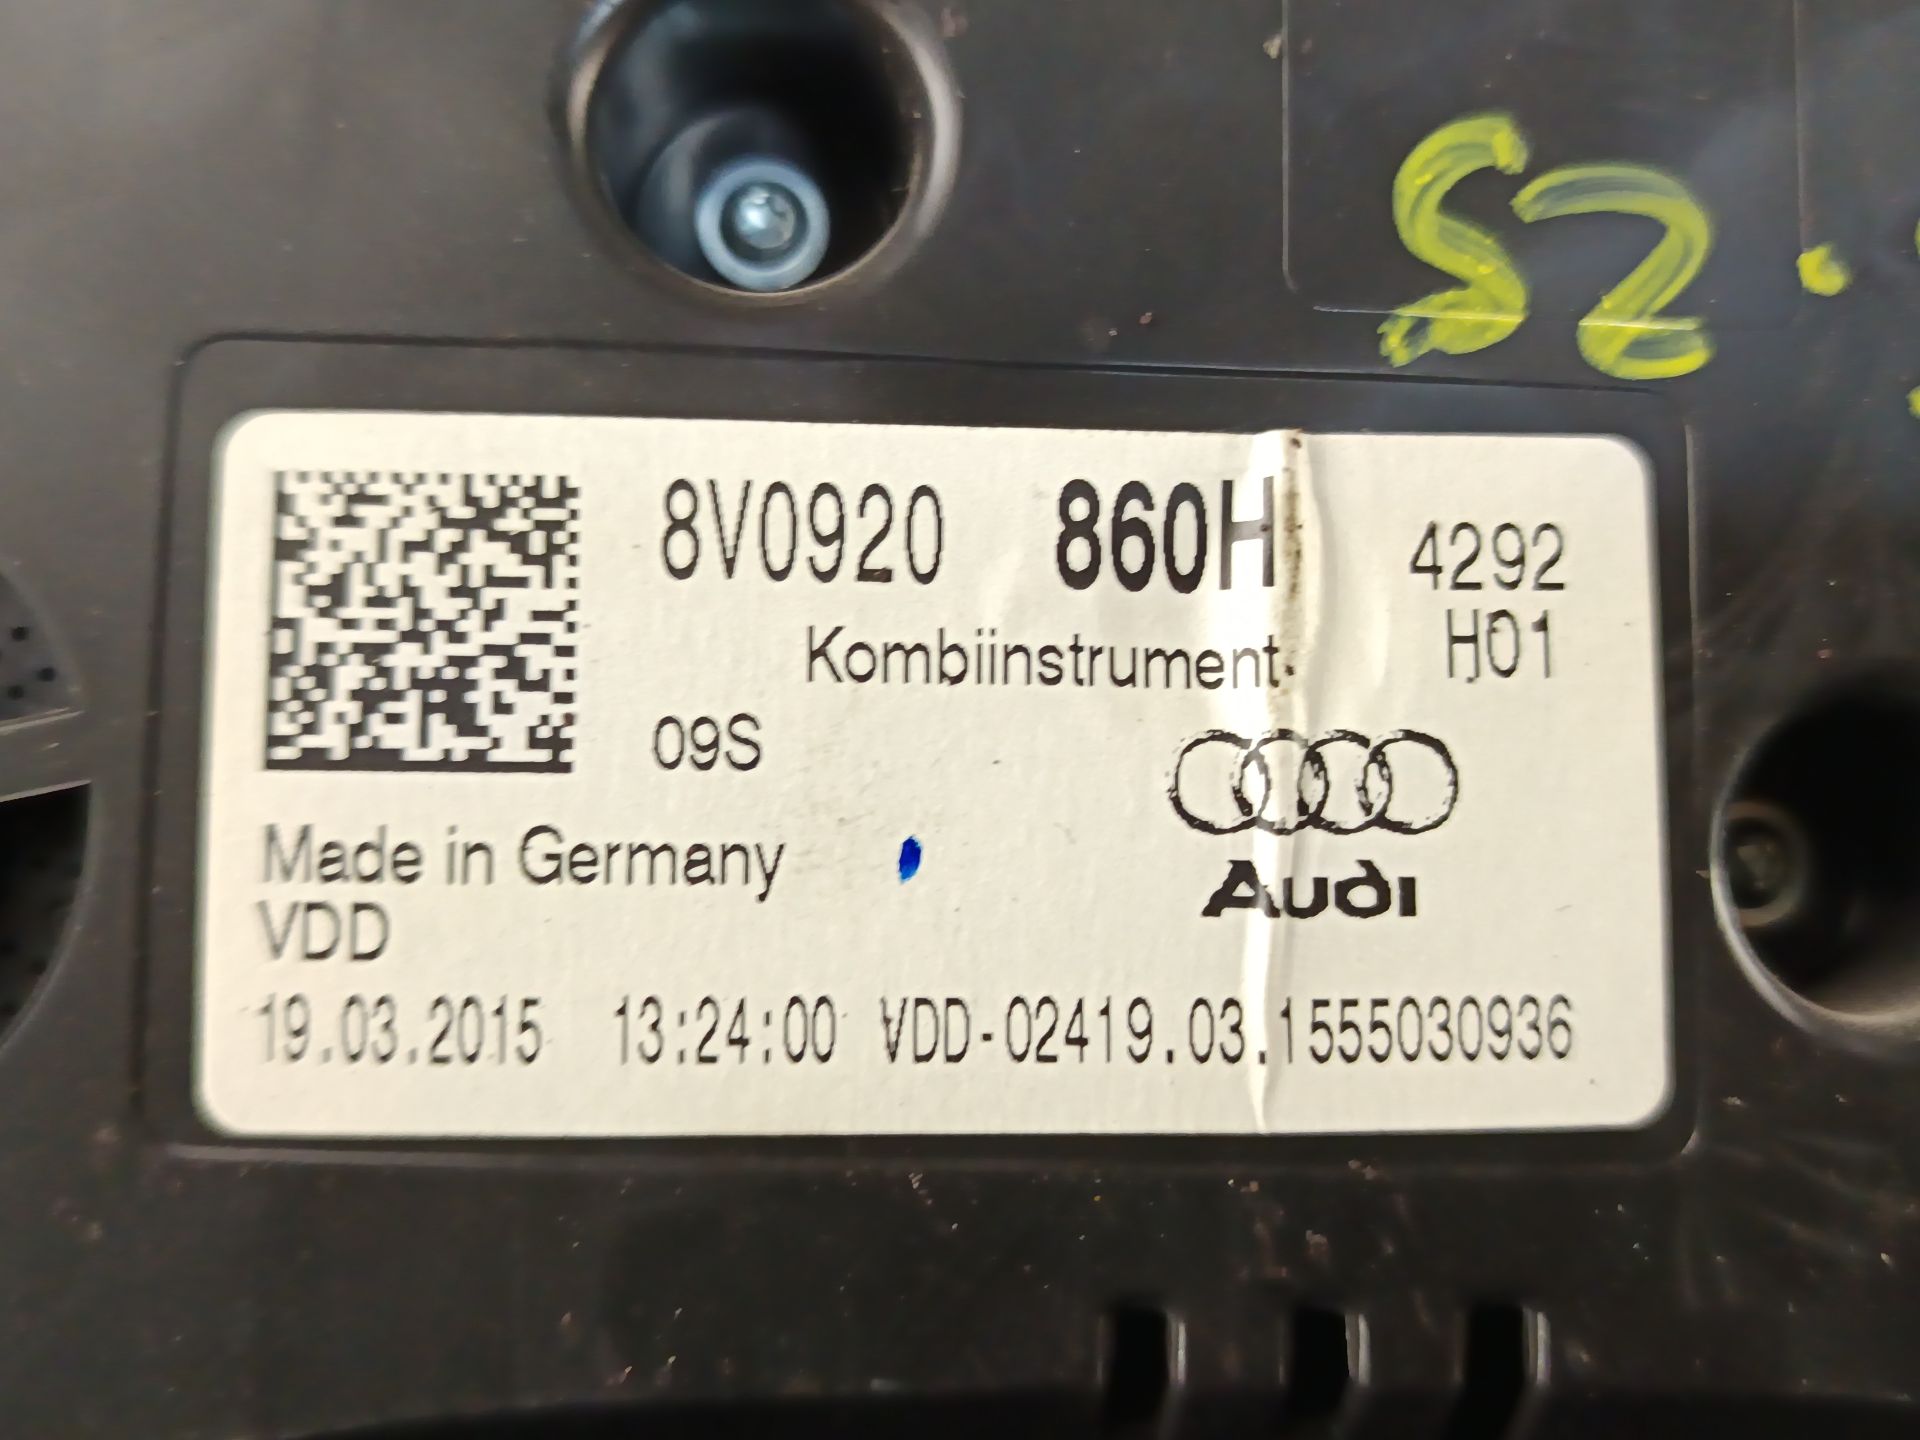 SZ.
8V0920 860H 4292
Kombiinstrument H01
09S
Audi
Made in Germany
VDD
19.03.2015 13:24:00 VDD-02419.03.1555030936